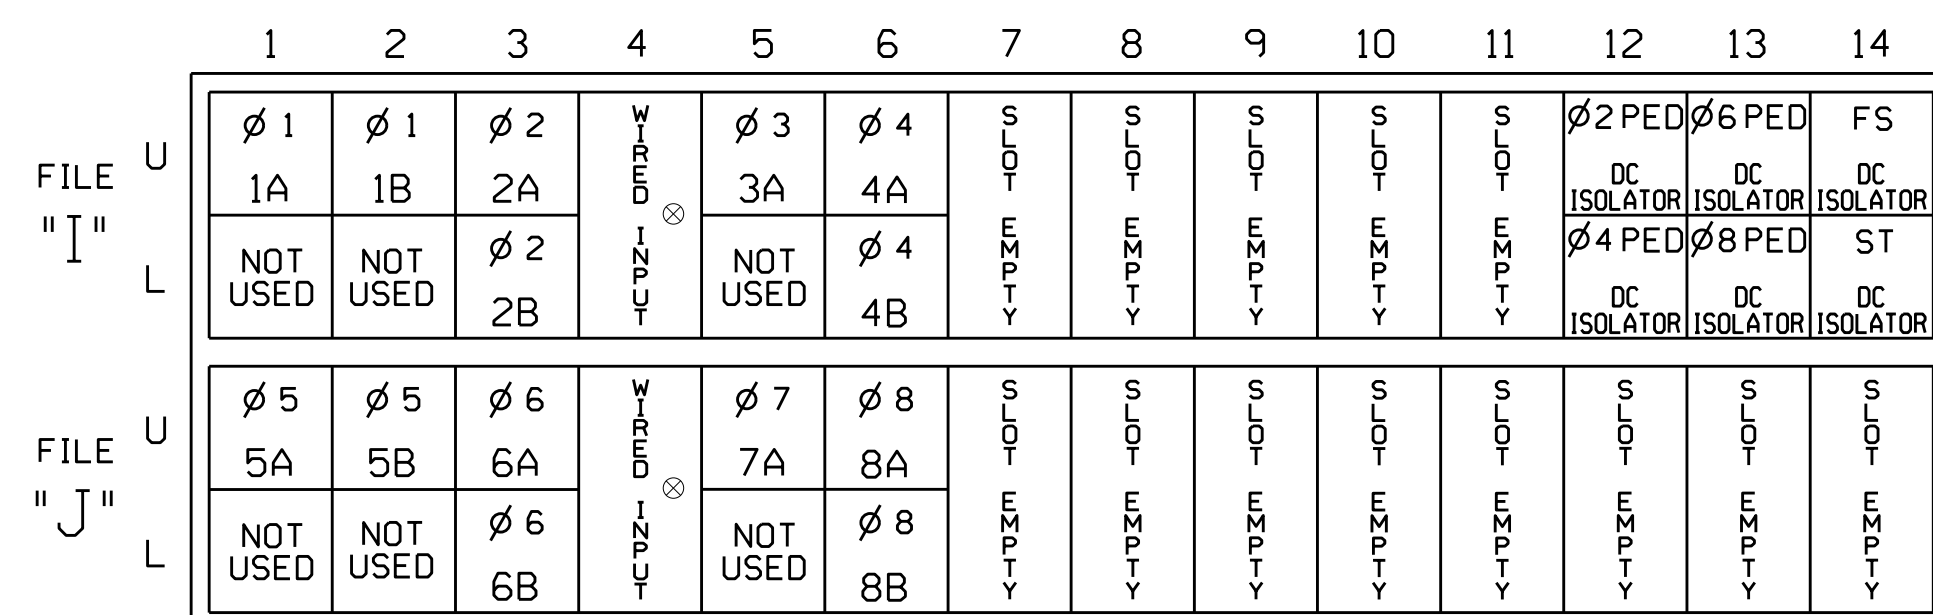 1 2 3 4 5 6 7 8 9 10 11 12 13 14
FILE "I"
U
Ø 1 1A
Ø 1 1B
Ø 2 2A
WIRED INPUT
Ø 3 3A
Ø 4 4A
SLOT EMPTY
SLOT EMPTY
SLOT EMPTY
SLOT EMPTY
SLOT EMPTY
Ø2 PED DC ISOLATOR
Ø6 PED DC ISOLATOR
FS DC ISOLATOR
L
NOT USED
NOT USED
Ø 2 2B
NOT USED
Ø 4 4B
Ø4 PED DC ISOLATOR
Ø8 PED DC ISOLATOR
ST DC ISOLATOR
FILE "J"
U
Ø 5 5A
Ø 5 5B
Ø 6 6A
WIRED INPUT
Ø 7 7A
Ø 8 8A
SLOT EMPTY
SLOT EMPTY
SLOT EMPTY
SLOT EMPTY
SLOT EMPTY
SLOT EMPTY
SLOT EMPTY
SLOT EMPTY
L
NOT USED
NOT USED
Ø 6 6B
NOT USED
Ø 8 8B